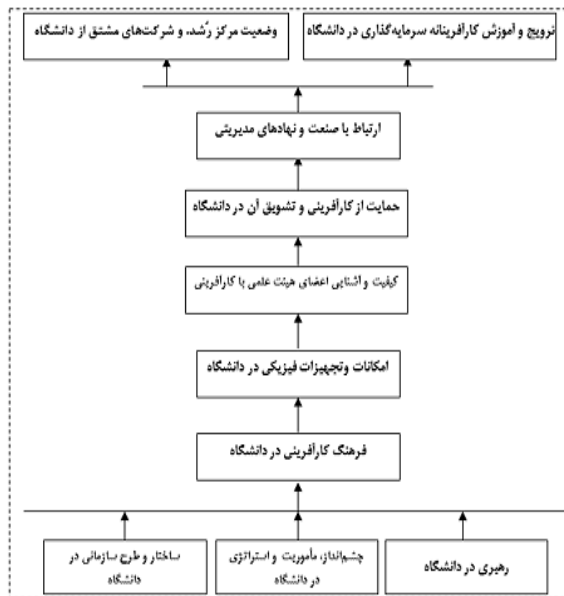 ترویج و آموزش کارآفرینانه سرمایه‌گذاری در دانشگاه
وضعیت مرکز رُشد، و شرکت‌های مشتق از دانشگاه
ارتباط با صنعت و نهادهای مدیریتی
حمایت از کارآفرینی و تشویق آن در دانشگاه
کیفیت و آشنایی اعضای هیئت علمی با کارآفرینی
امکانات وتجهیزات فیزیکی در دانشگاه
فرهنگ کارآفرینی در دانشگاه
رهبری در دانشگاه
چشم‌انداز، مأموریت و استراتژی
در دانشگاه
ساختار و طرح سازمانی در
دانشگاه